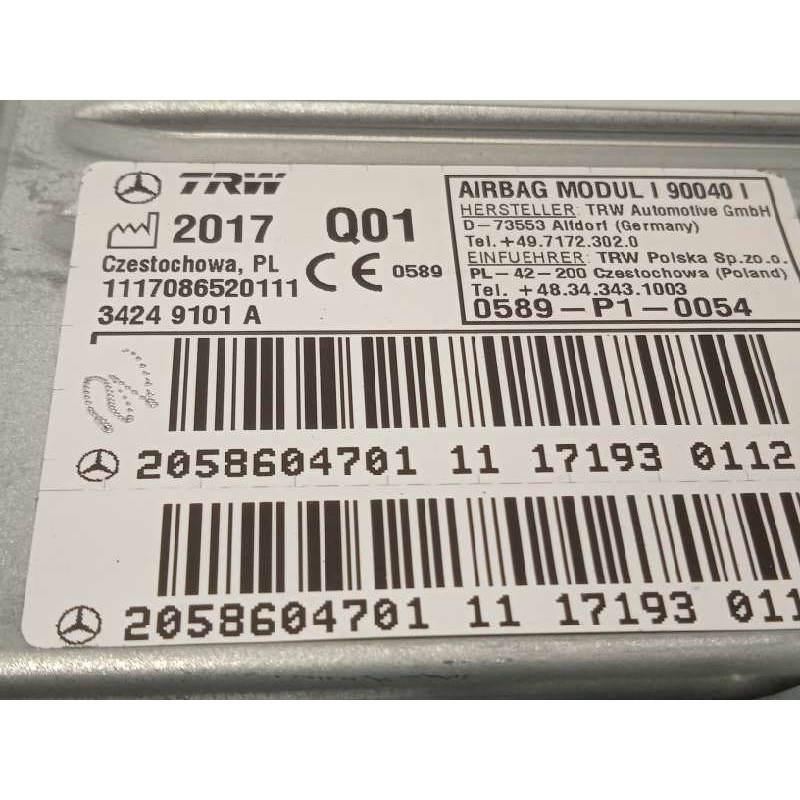 TRW
2017 Q01
Czestochowa, PL
CE 0589
1117086520111
34249101 A
AIRBAG MODUL I 90040 I
HERSTELLER: TRW Automotive GmbH
D-73553 Alfdorf (Germany)
Tel.+49.7172.302.0
EINFUEHRER: TRW Polska Sp.zo.o.
PL-42-200 Czestochowa (Poland)
Tel. +48.34.343.1003
0589-P1-0054
2058604701 11 17193 0112
2058604701 11 17193 011